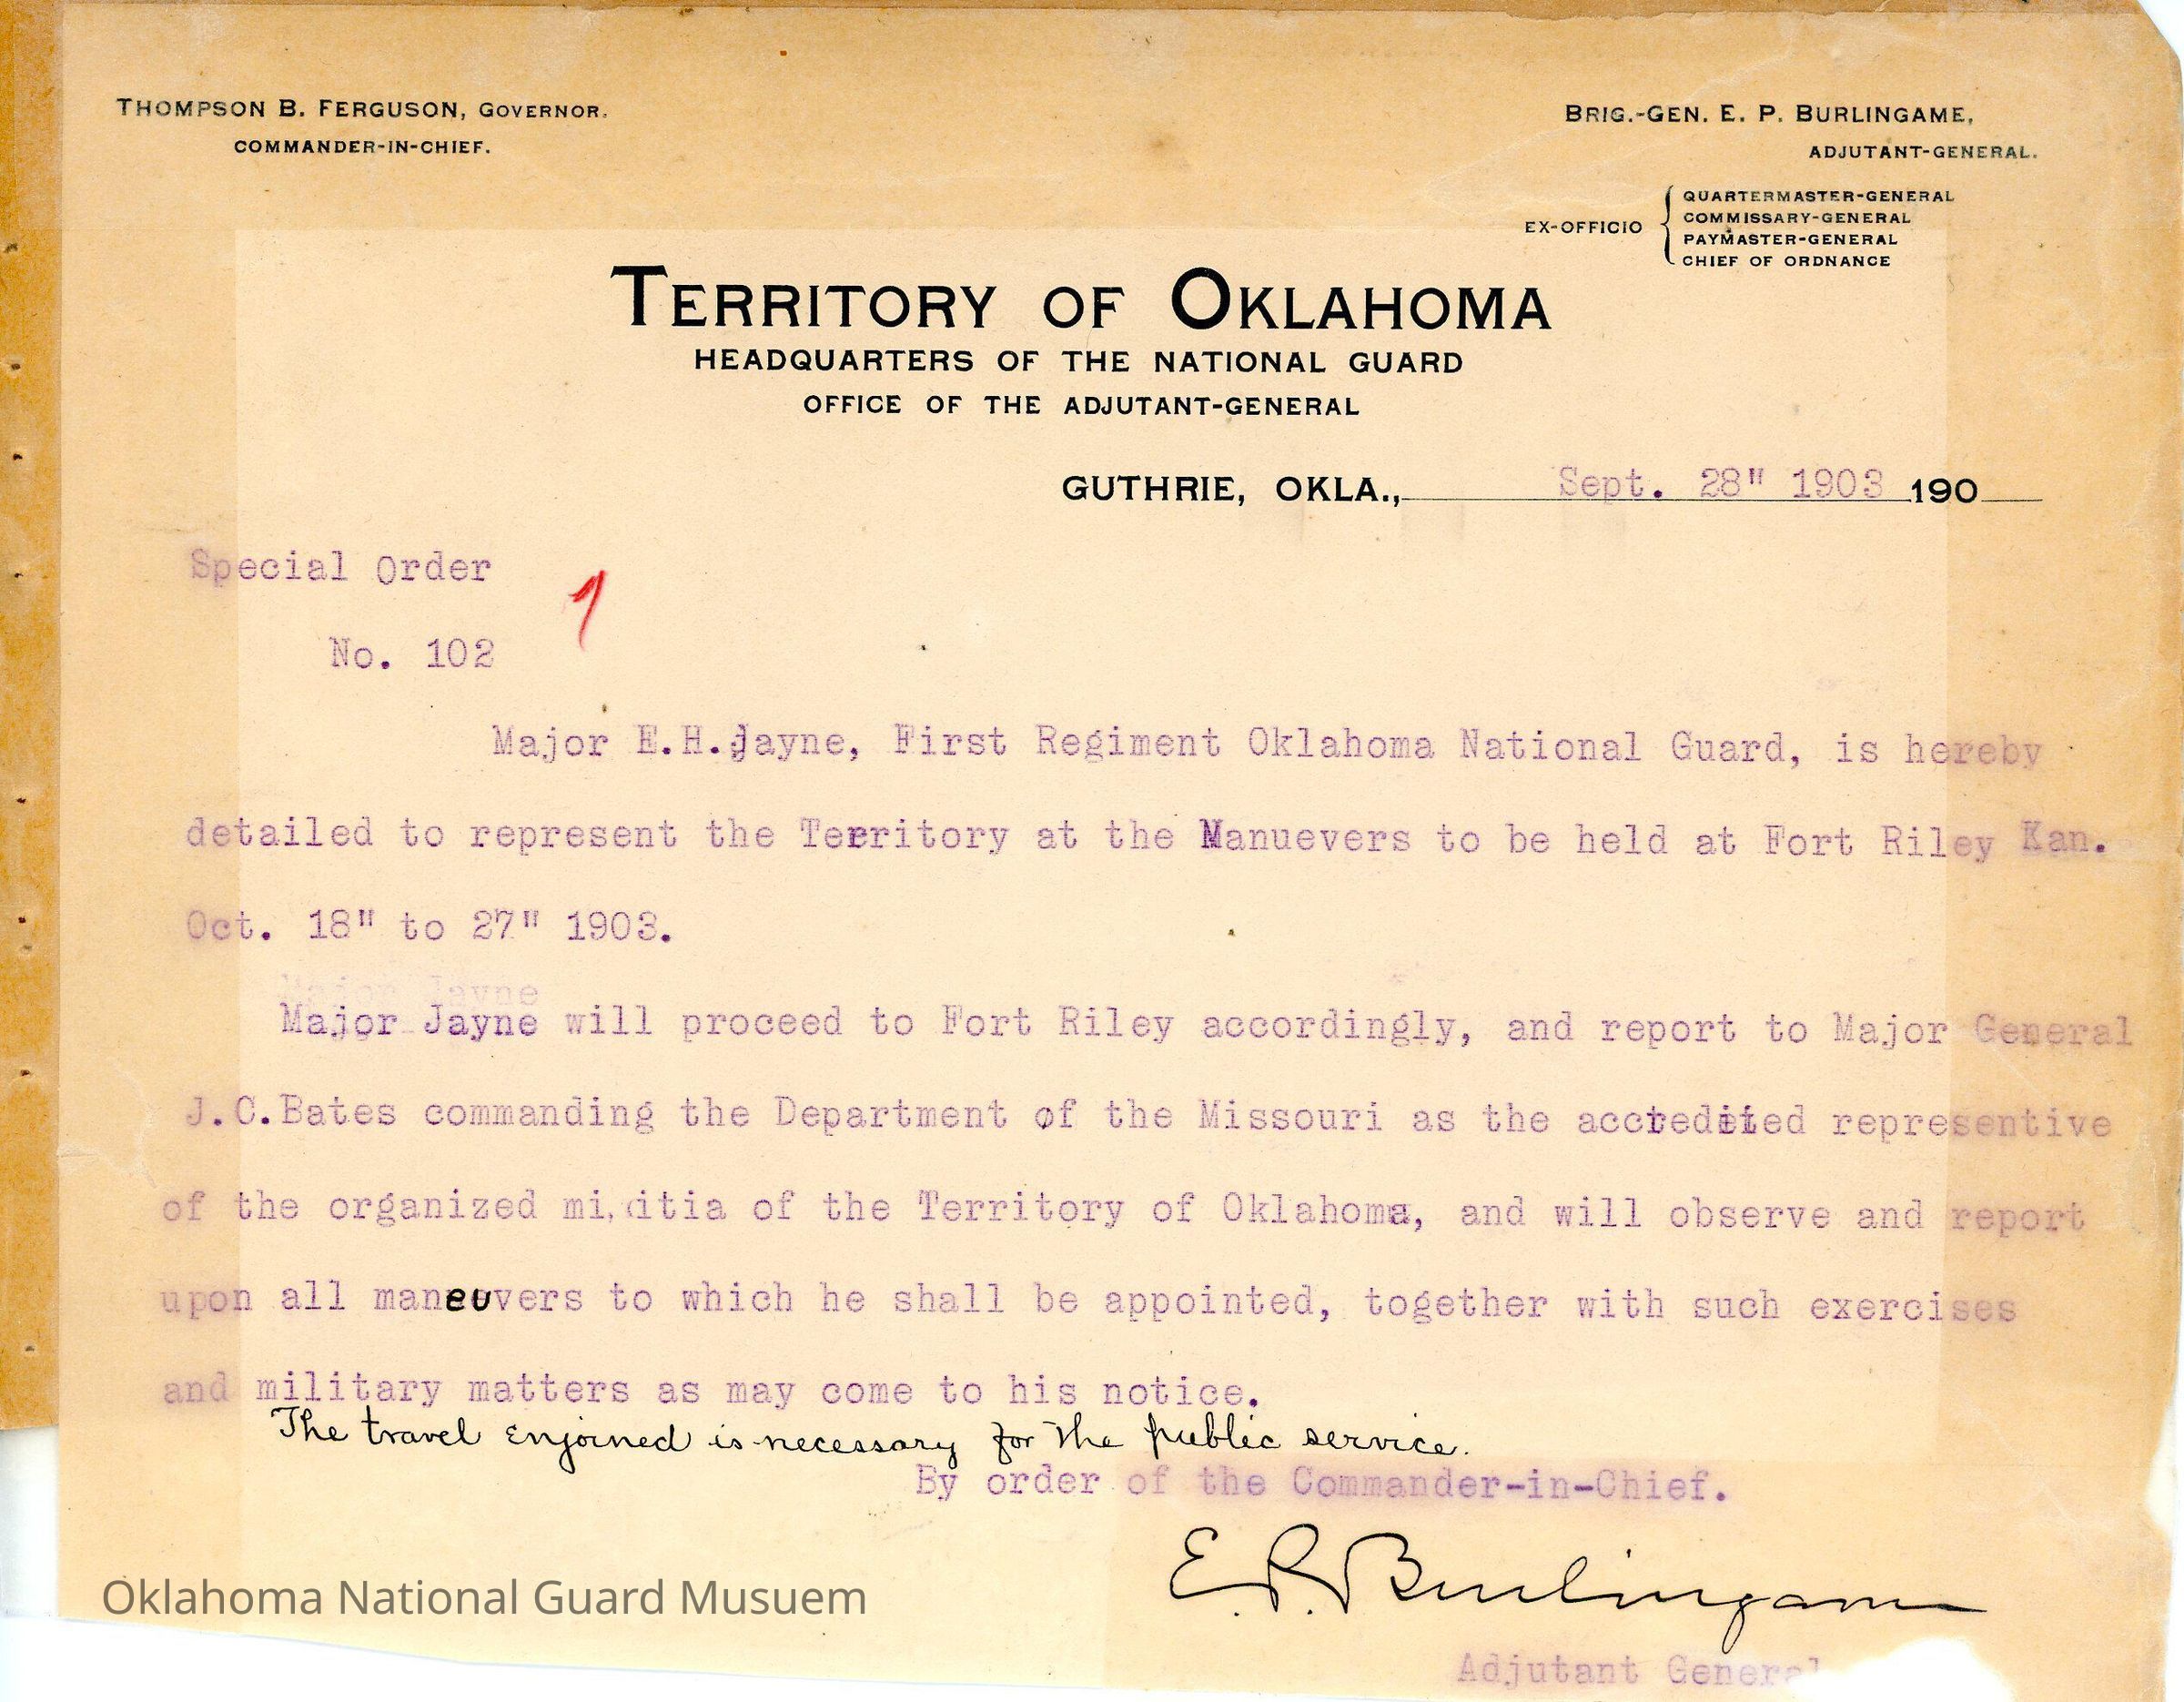 THOMPSON B. FERGUSON, GOVERNOR.
COMMANDER-IN-CHIEF.
BRIG.-GEN. E. P. BURLINGAME,
ADJUTANT-GENERAL.
EX-OFFICIO
QUARTERMASTER-GENERAL
COMMISSARY-GENERAL
PAYMASTER-GENERAL
CHIEF OF ORDNANCE
TERRITORY OF OKLAHOMA
HEADQUARTERS OF THE NATIONAL GUARD
OFFICE OF THE ADJUTANT-GENERAL
GUTHRIE, OKLA., Sept. 28" 1903 190
Special Order
No. 102
Major E.H.Jayne, First Regiment Oklahoma National Guard, is hereby
detailed to represent the Territory at the Manuevers to be held at Fort Riley Kan.
Oct. 18" to 27" 1903.
Major Jayne will proceed to Fort Riley accordingly, and report to Major General
J.C.Bates commanding the Department of the Missouri as the accredited representive
of the organized militia of the Territory of Oklahoma, and will observe and report
upon all maneuvers to which he shall be appointed, together with such exercises
and military matters as may come to his notice.
The travel enjoined is necessary for the public service.
By order of the Commander-in-Chief.
E. P. Burlingame
Adjutant General
Oklahoma National Guard Musuem